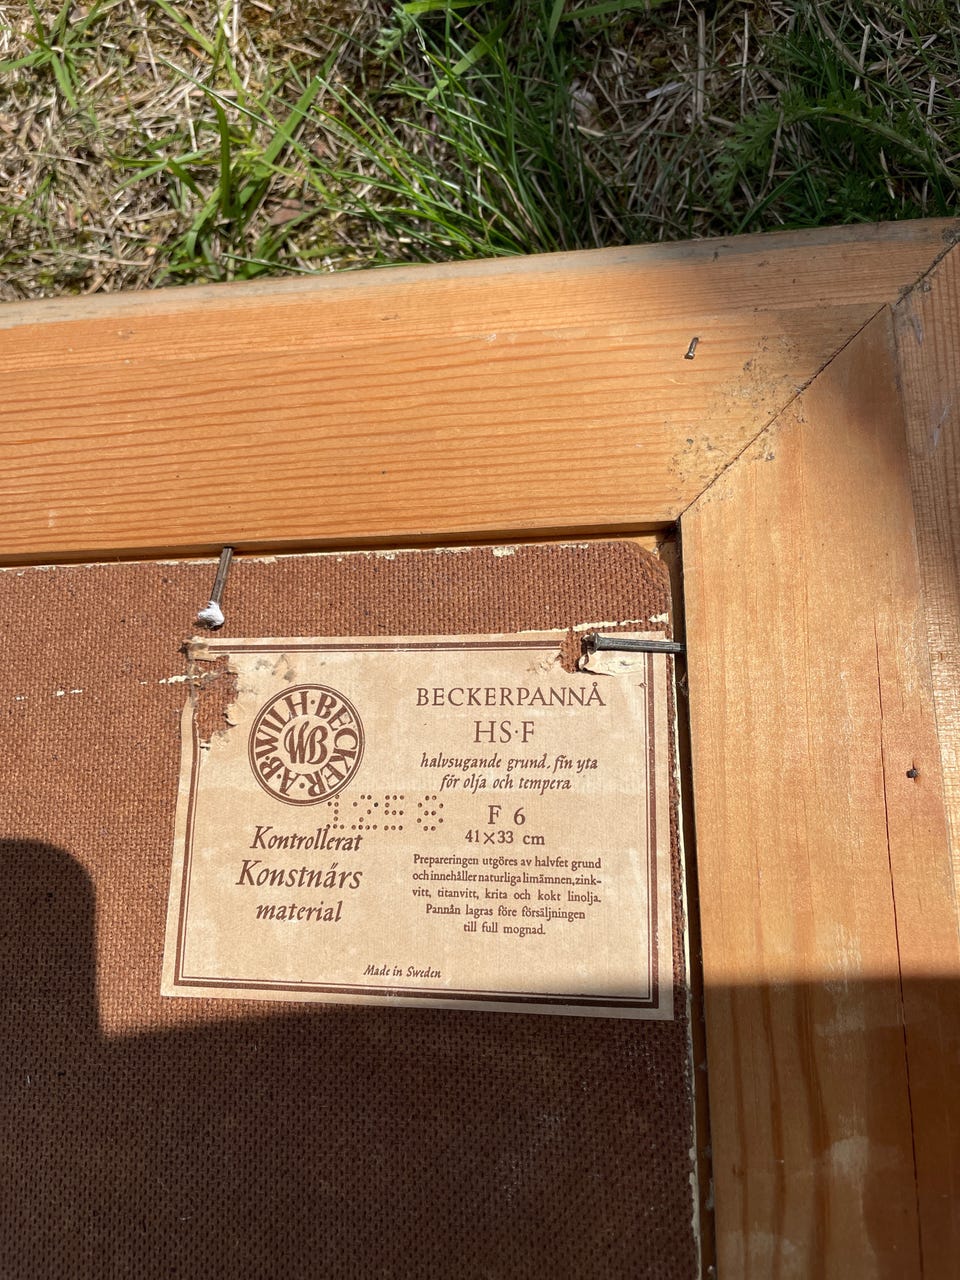 A·B·WILH·BECKER
WB
1258
Kontrollerat
Konstnärs
material
BECKERPANNÅ
HS·F
halvsugande grund, fin yta
för olja och tempera
F 6
41×33 cm
Prepareringen utgöres av halvfet grund
och innehåller naturliga limämnen, zink-
vitt, titanvitt, krita och kokt linolja.
Pannån lagras före försäljningen
till full mognad.
Made in Sweden